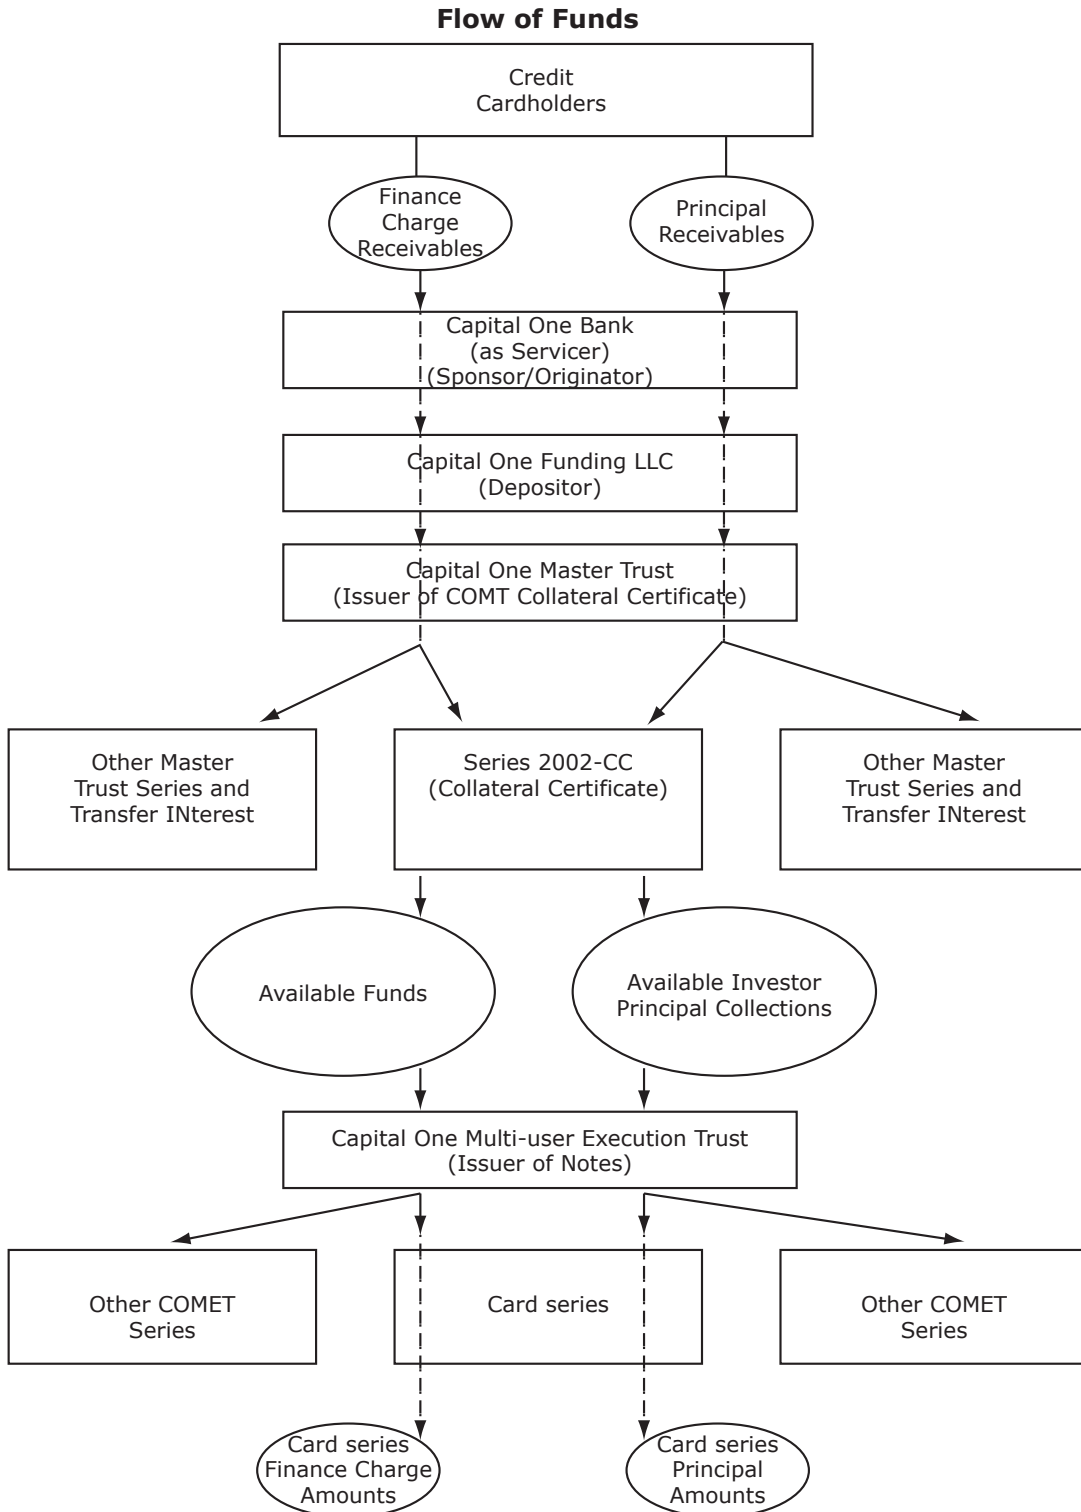 Flow of Funds
Credit
Cardholders
Finance
Charge
Receivables
Principal
Receivables
Capital One Bank
(as Servicer)
(Sponsor/Originator)
Capital One Funding LLC
(Depositor)
Capital One Master Trust
(Issuer of COMT Collateral Certificate)
Other Master
Trust Series and
Transfer INterest
Series 2002-CC
(Collateral Certificate)
Other Master
Trust Series and
Transfer INterest
Available Funds
Available Investor
Principal Collections
Capital One Multi-user Execution Trust
(Issuer of Notes)
Other COMET
Series
Card series
Other COMET
Series
Card series
Finance Charge
Amounts
Card series
Principal
Amounts